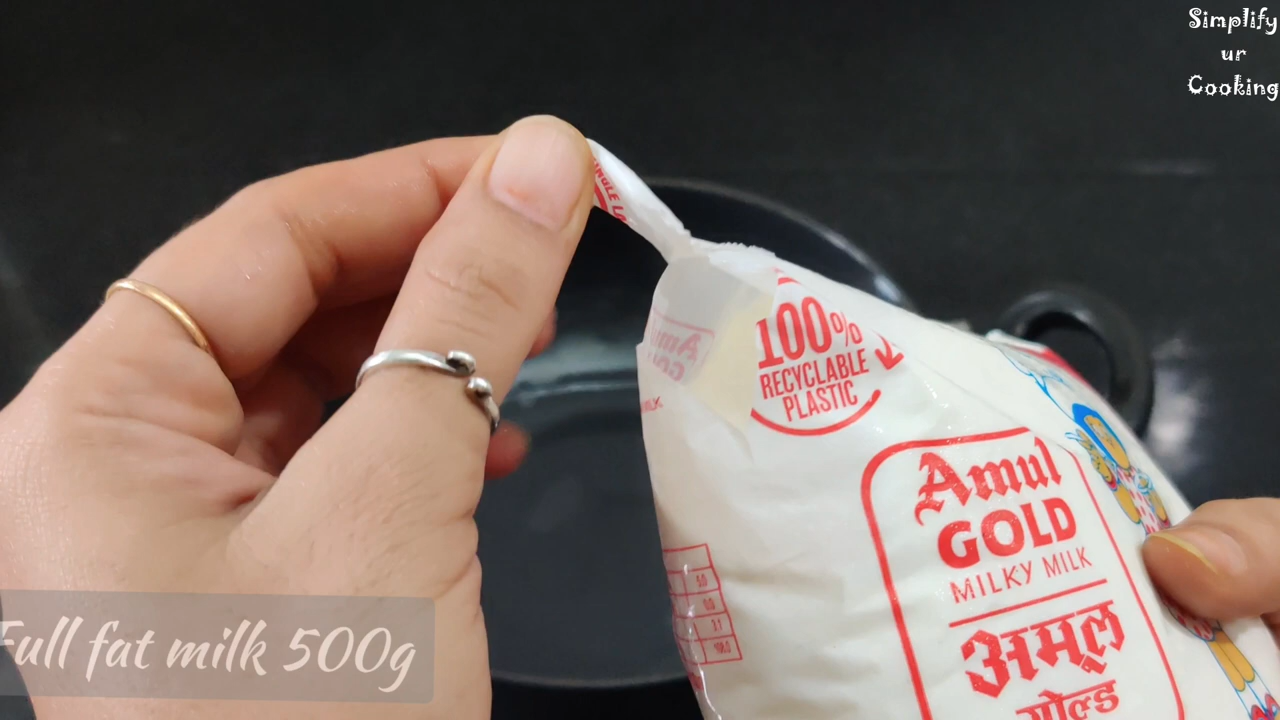 Simplify
ur
Cooking
100%
RECYCLABLE
PLASTIC
Amul
GOLD
MILKY MILK
अमूल
गोल्ड
Full fat milk 500g